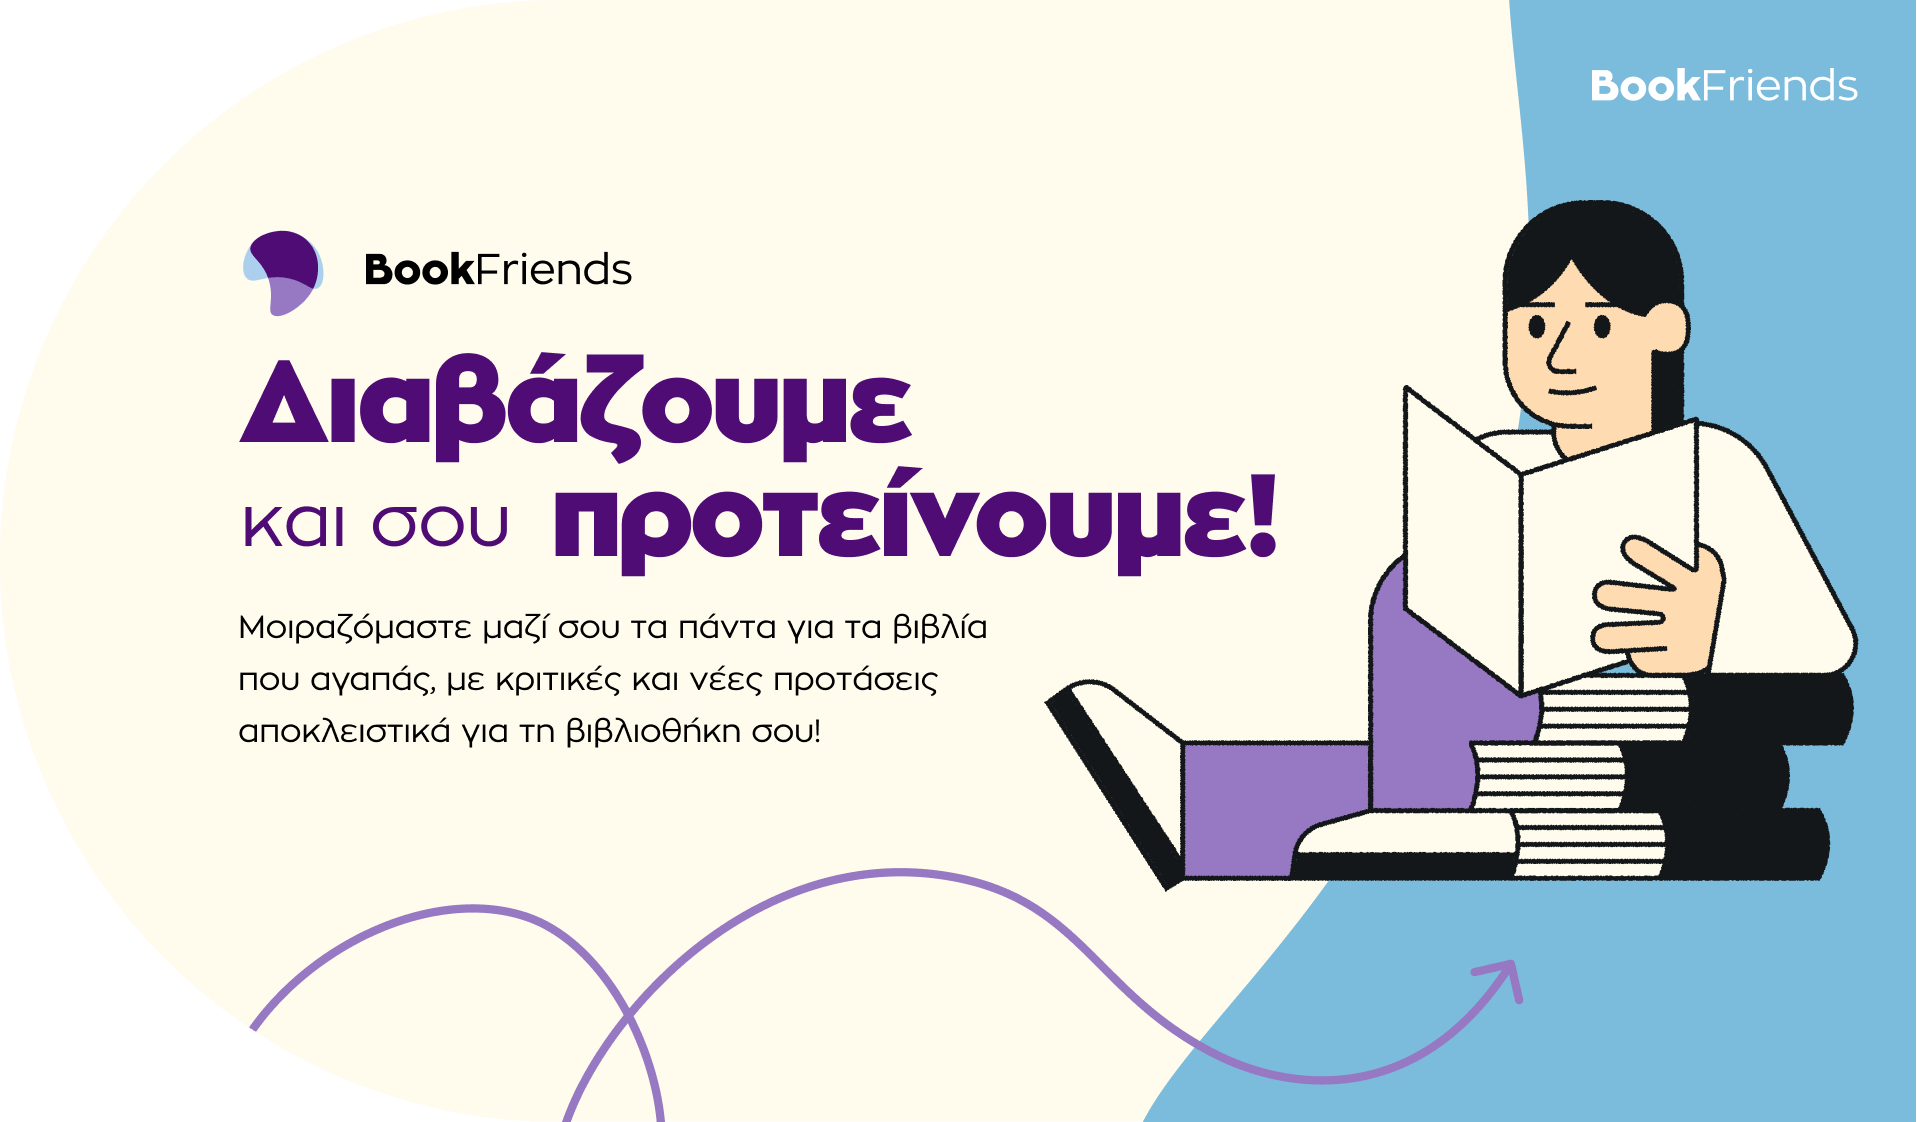 BookFriends
BookFriends
Διαβάζουμε
και σου προτείνουμε!
Μοιραζόμαστε μαζί σου τα πάντα για τα βιβλία
που αγαπάς, με κριτικές και νέες προτάσεις
αποκλειστικά για τη βιβλιοθήκη σου!